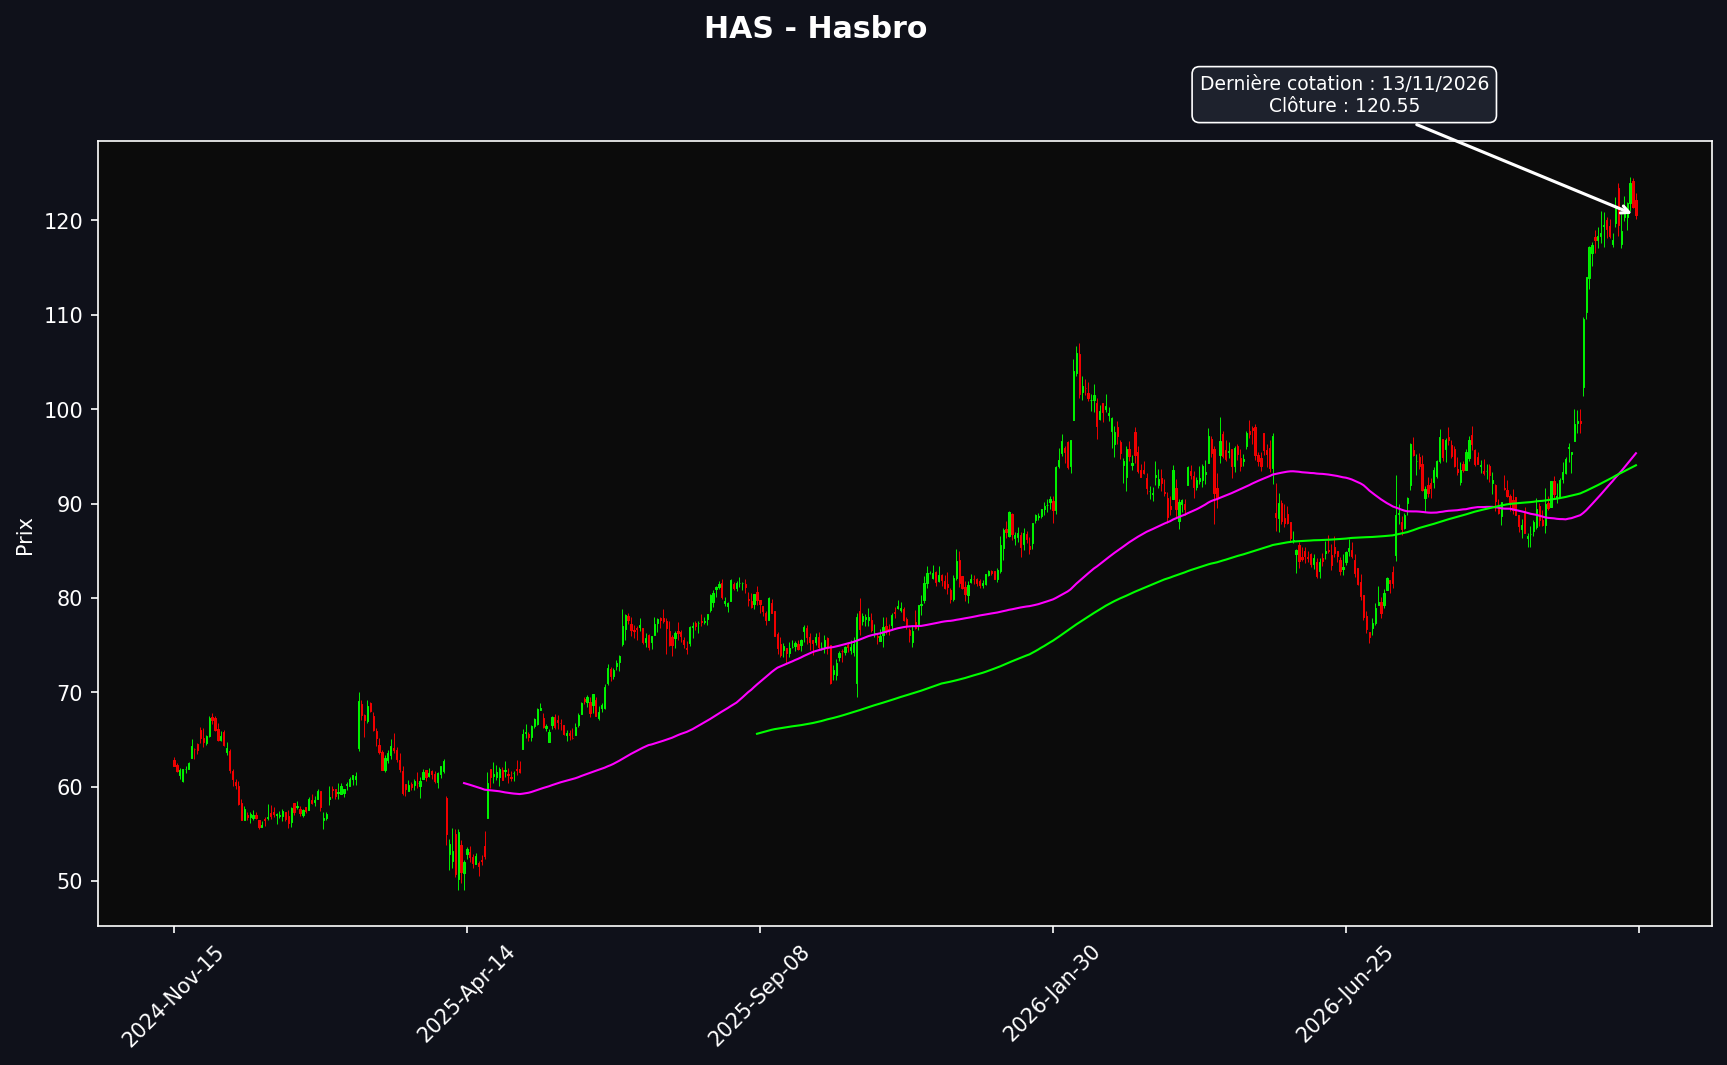 HAS - Hasbro
Dernière cotation : 13/11/2026
Clôture : 120.55
120
110
100
90
80
70
60
50
Prix
2024-Nov-15
2025-Apr-14
2025-Sep-08
2026-Jan-30
2026-Jun-25